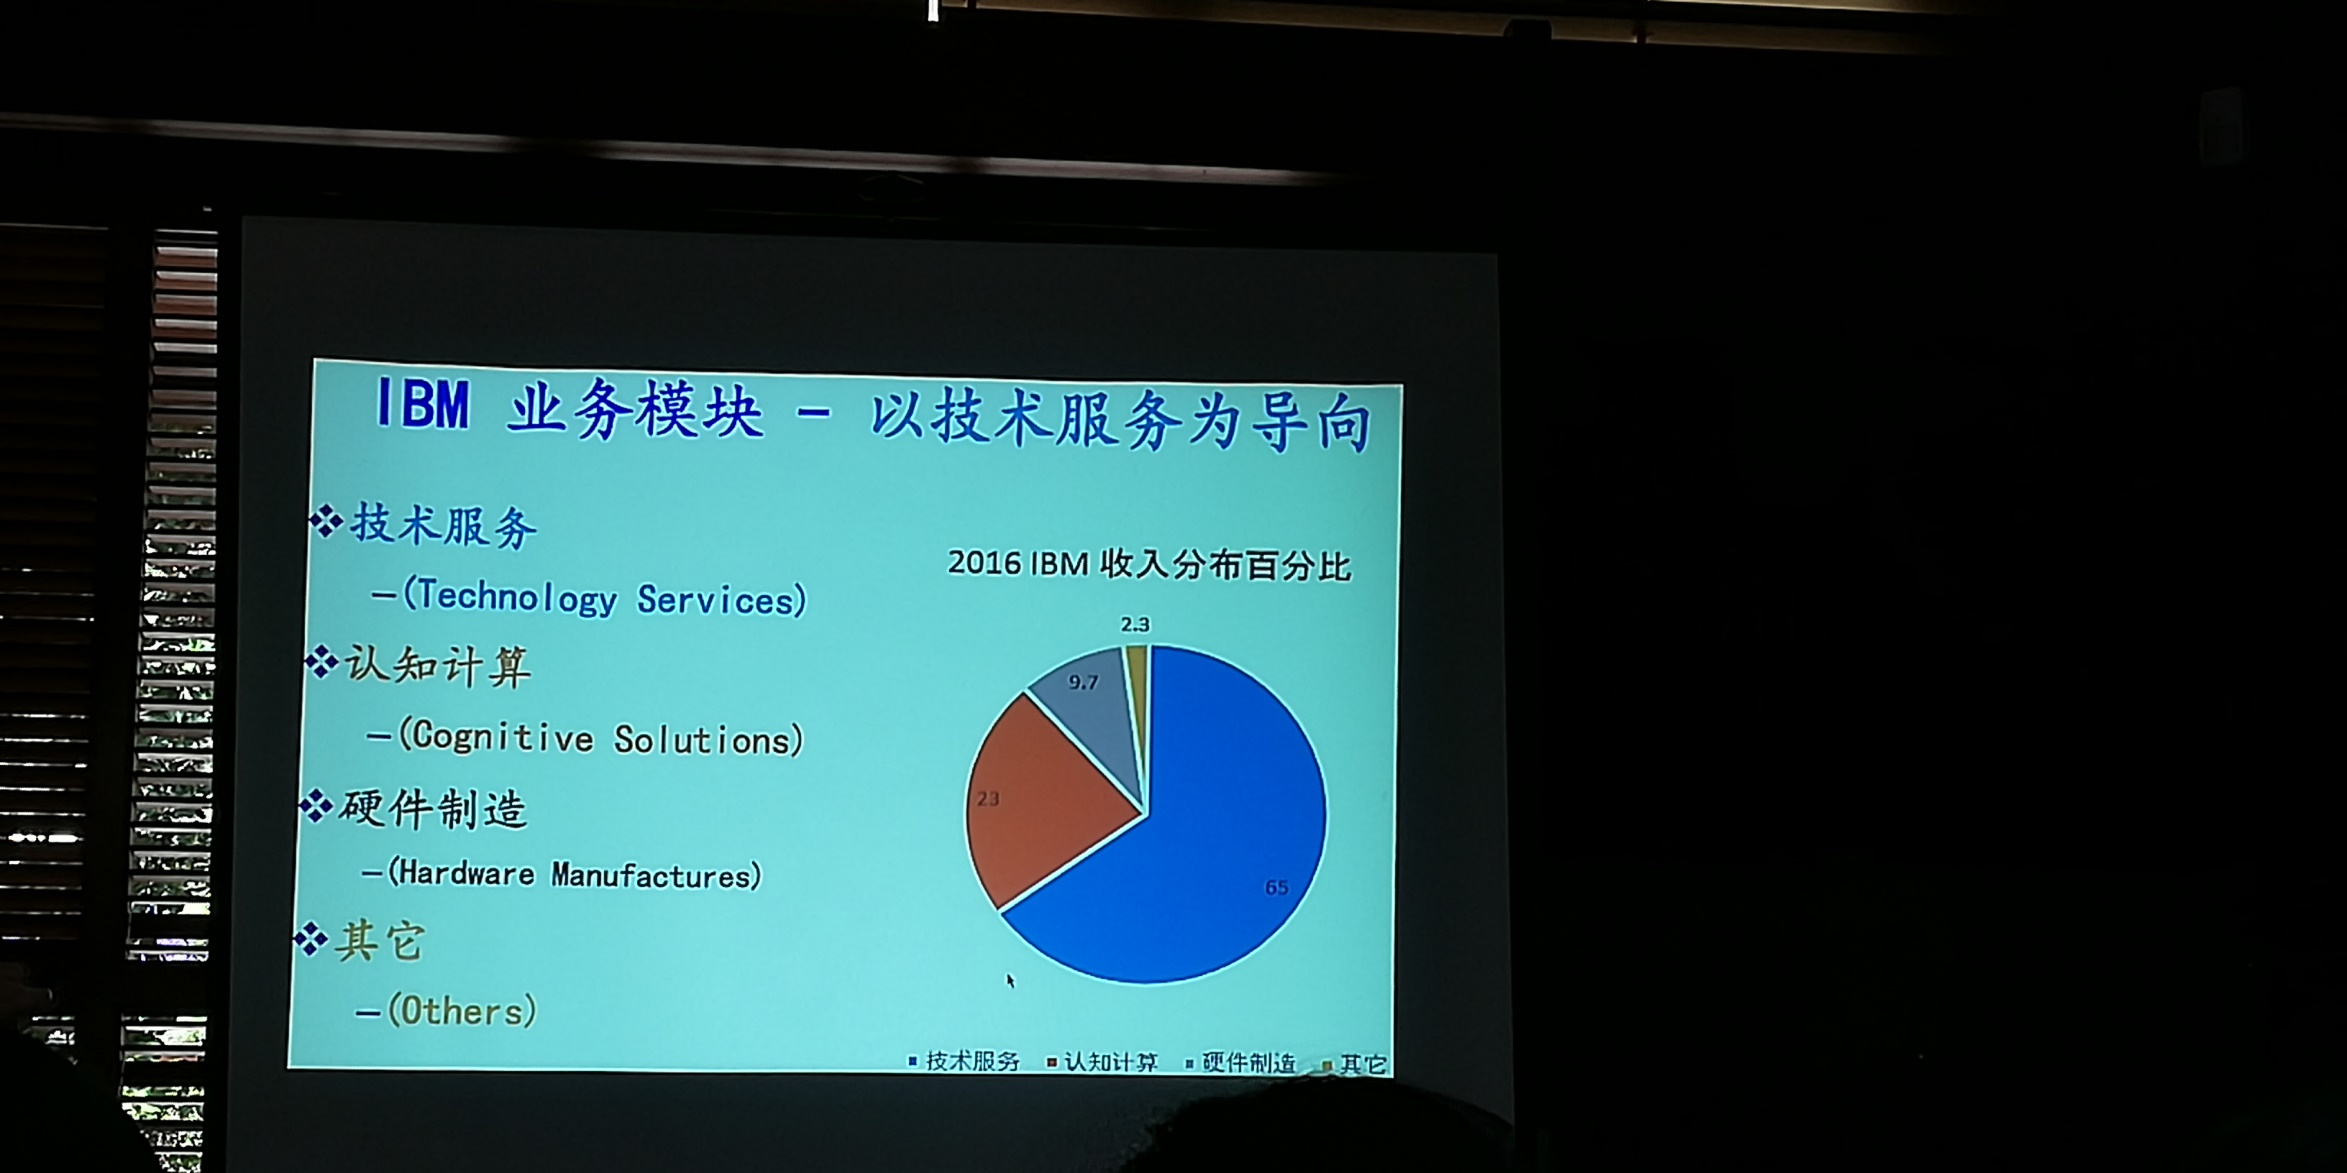 IBM 业务模块 - 以技术服务为导向
❖技术服务
—(Technology Services)
❖认知计算
—(Cognitive Solutions)
❖硬件制造
—(Hardware Manufactures)
❖其它
—(Others)
2016 IBM 收入分布百分比
2.3
9.7
23
65
技术服务 认知计算 硬件制造 其它